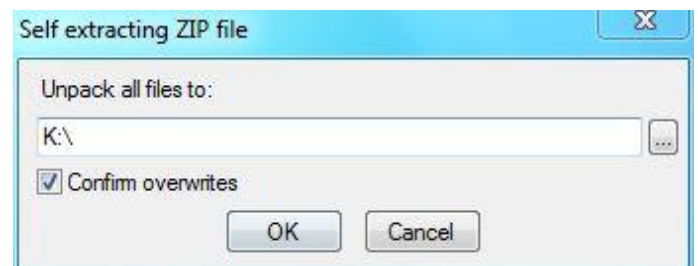 Self extracting ZIP file
Unpack all files to:
K:\
...
Confirm overwrites
OK Cancel